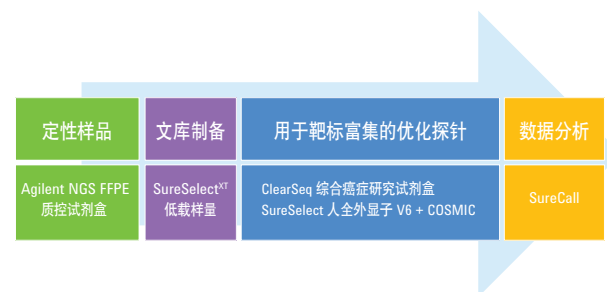 定性样品
文库制备
用于靶标富集的优化探针
数据分析
Agilent NGS FFPE
质控试剂盒
SureSelectXT
低载样量
ClearSeq 综合癌症研究试剂盒
SureSelect 人全外显子 V6 + COSMIC
SureCall